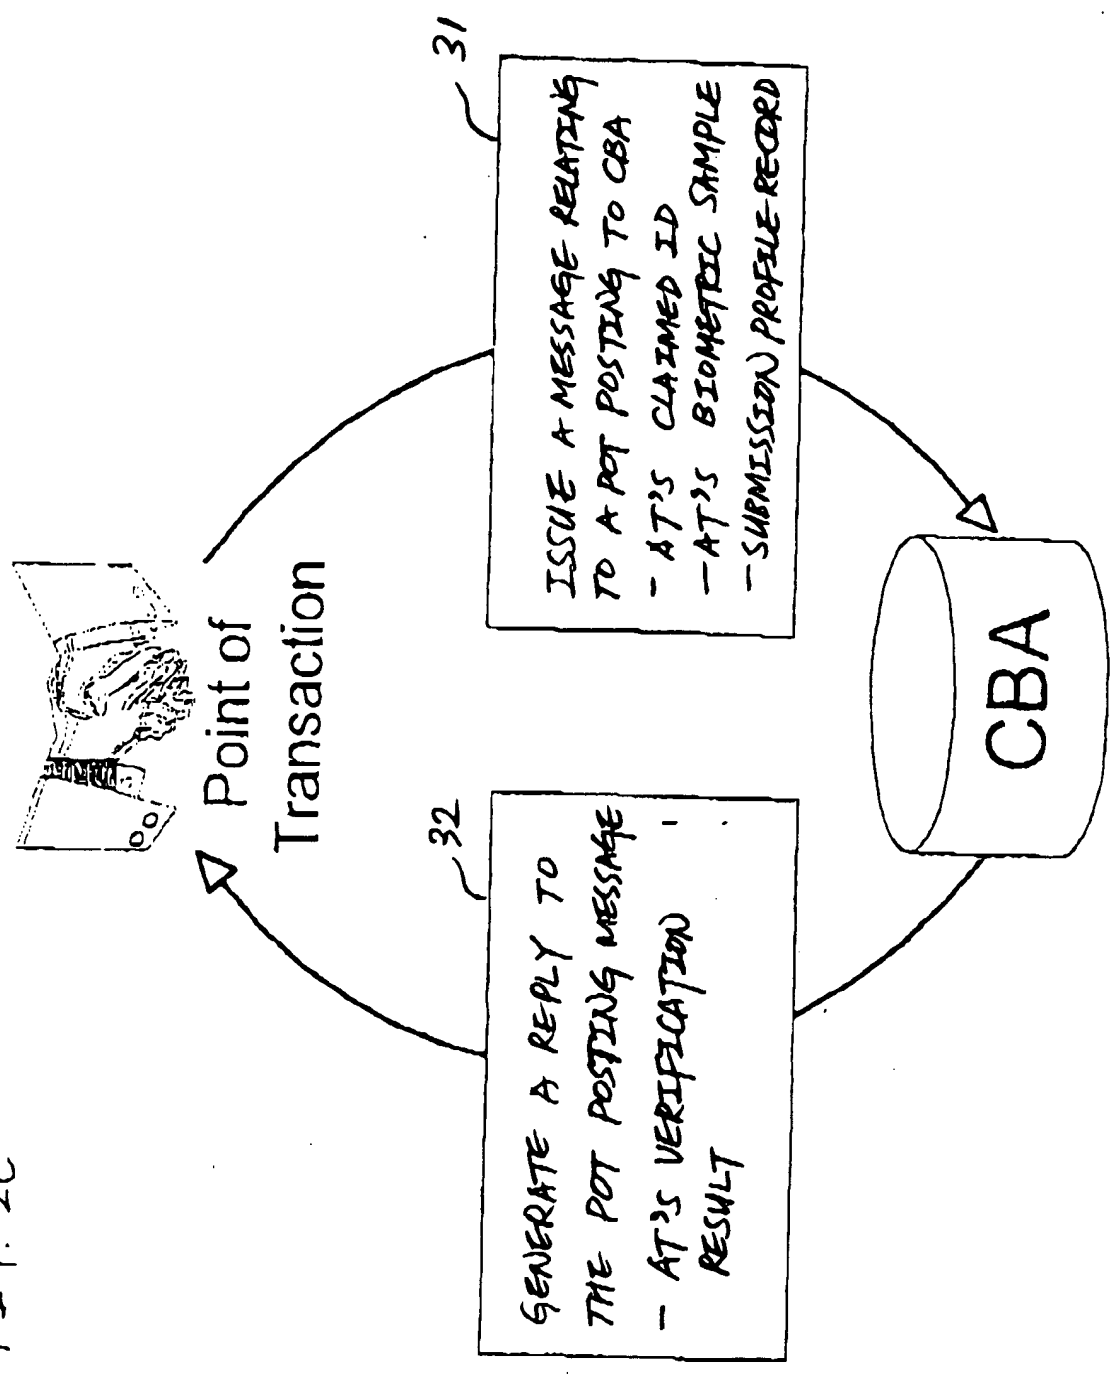 Point of
Transaction
31
ISSUE A MESSAGE RELATING
TO A POT POSTING TO CBA
- AT'S CLAIMED ID
- AT'S BIOMETRIC SAMPLE
- SUBMISSION PROFILE-RECORD
CBA
32
GENERATE A REPLY TO
THE POT POSTING MESSAGE
- AT'S VERIFICATION
RESULT